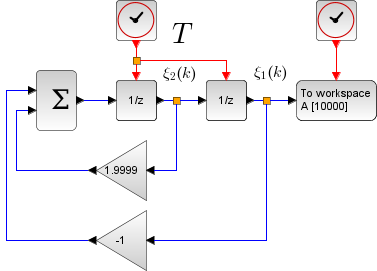 T
ξ₂(k)
ξ₁(k)
Σ
1/z
1/z
To workspace
A [10000]
1.9999
-1